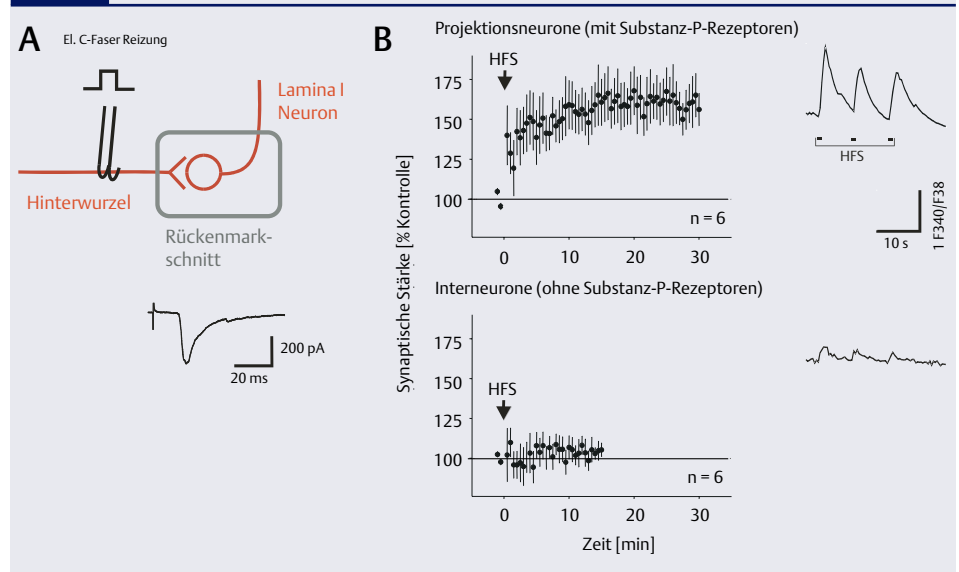 A
El. C-Faser Reizung
Lamina I
Neuron
Hinterwurzel
Rückenmark-
schnitt
200 pA
20 ms
B
Projektionsneurone (mit Substanz-P-Rezeptoren)
Synaptische Stärke [% Kontrolle]
HFS
175
150
125
100
n = 6
0
10
20
30
HFS
10 s
1 F340/F38
Interneurone (ohne Substanz-P-Rezeptoren)
HFS
175
150
125
100
n = 6
0
10
20
30
Zeit [min]